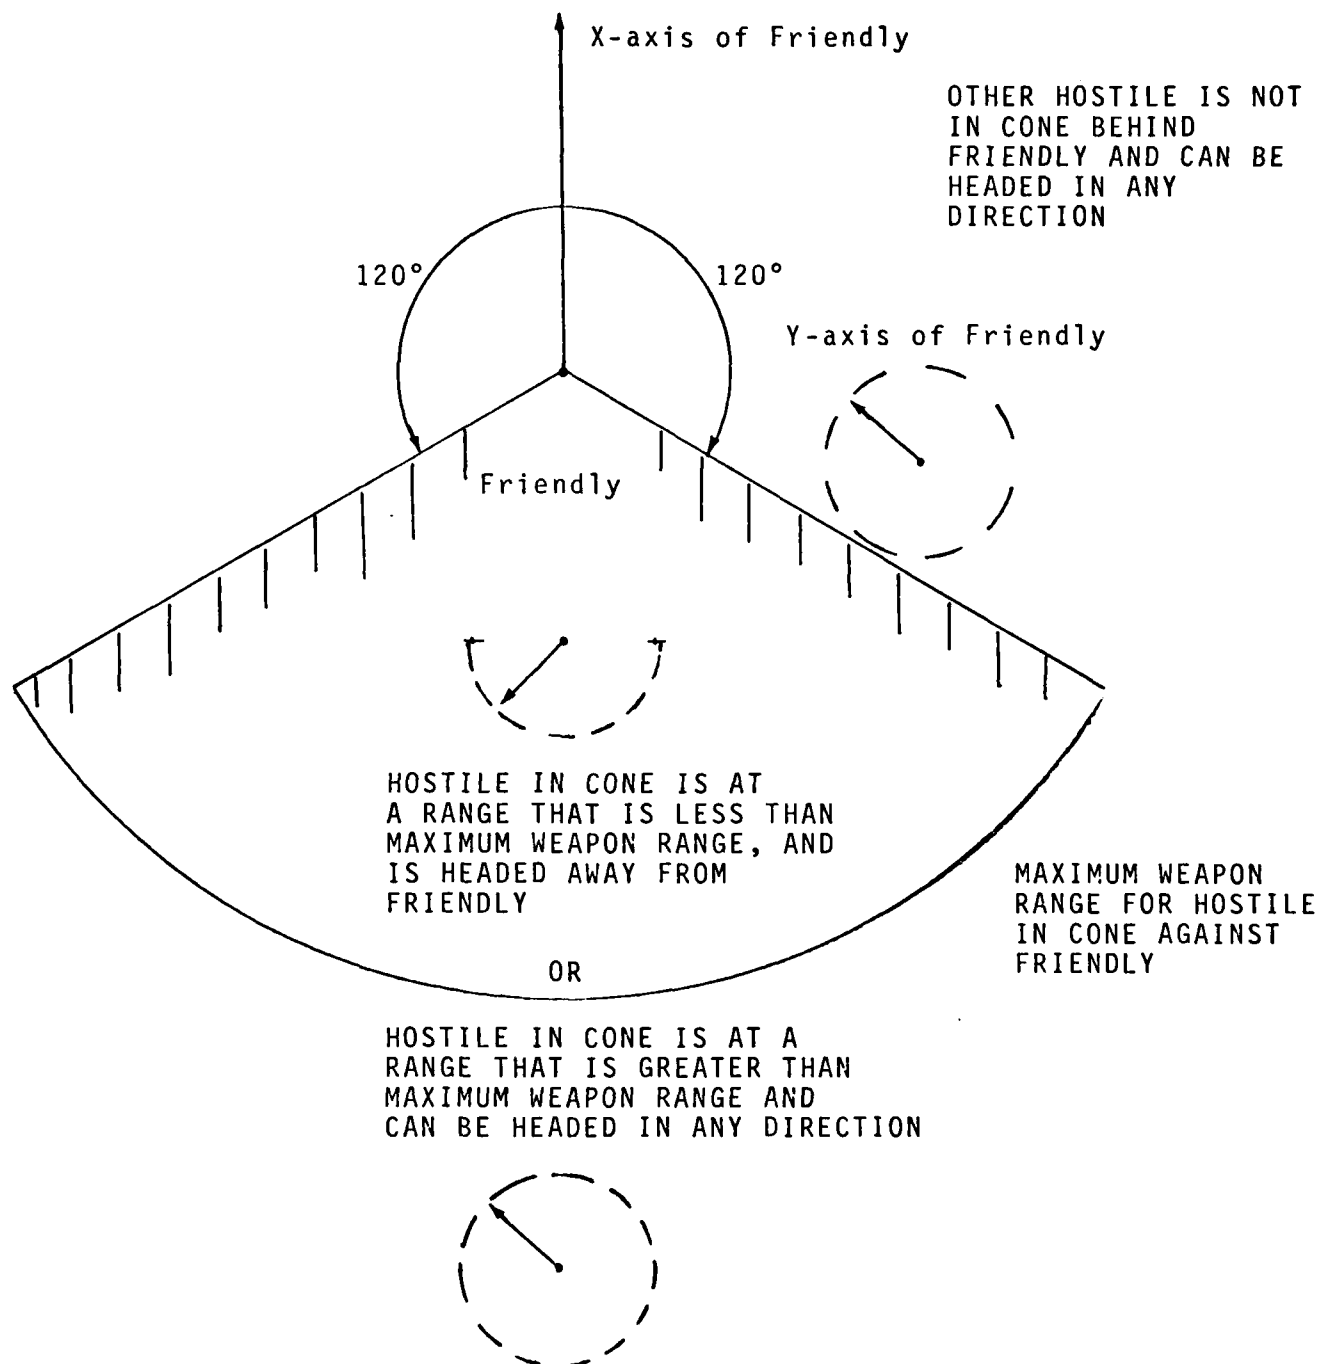 X-axis of Friendly
OTHER HOSTILE IS NOT
IN CONE BEHIND
FRIENDLY AND CAN BE
HEADED IN ANY
DIRECTION
120°
120°
Y-axis of Friendly
Friendly
HOSTILE IN CONE IS AT
A RANGE THAT IS LESS THAN
MAXIMUM WEAPON RANGE, AND
IS HEADED AWAY FROM
FRIENDLY
MAXIMUM WEAPON
RANGE FOR HOSTILE
IN CONE AGAINST
FRIENDLY
OR
HOSTILE IN CONE IS AT A
RANGE THAT IS GREATER THAN
MAXIMUM WEAPON RANGE AND
CAN BE HEADED IN ANY DIRECTION